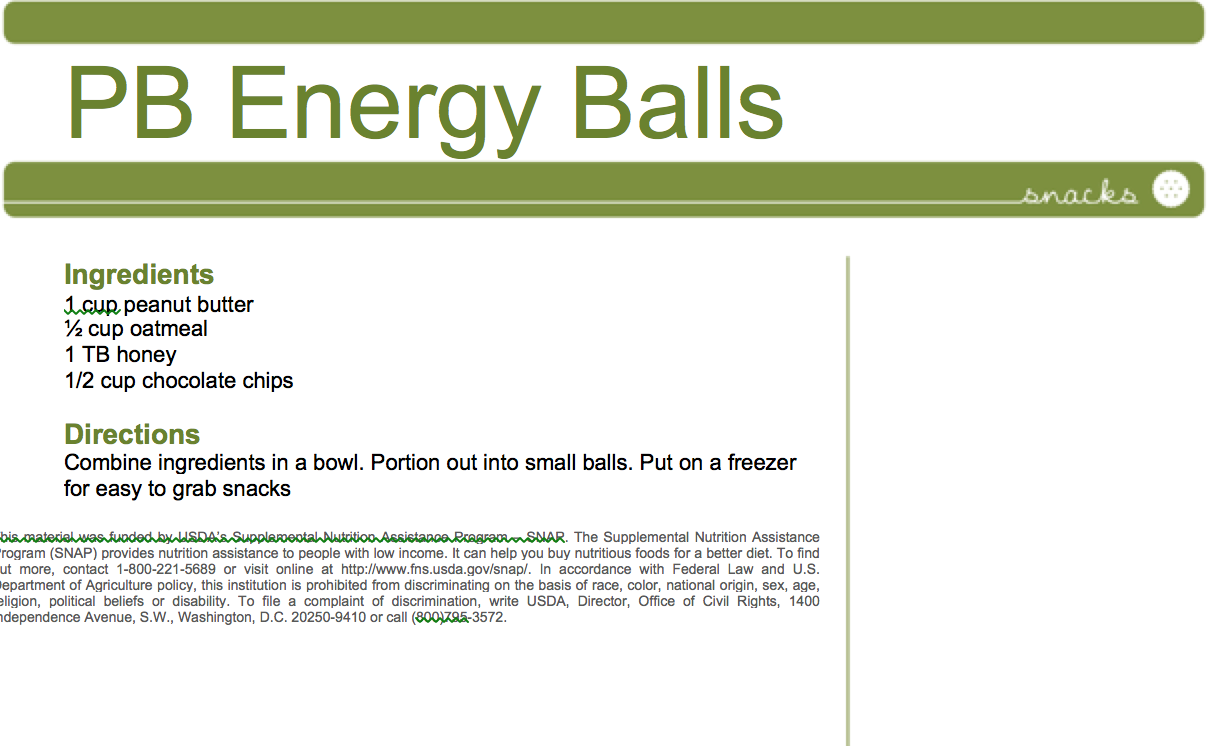 PB Energy Balls
snacks
Ingredients
1 cup peanut butter
½ cup oatmeal
1 TB honey
1/2 cup chocolate chips
Directions
Combine ingredients in a bowl. Portion out into small balls. Put on a freezer
for easy to grab snacks
his material was funded by USDA's Supplemental Nutrition Assistance Program – SNAP. The Supplemental Nutrition Assistance
rogram (SNAP) provides nutrition assistance to people with low income. It can help you buy nutritious foods for a better diet. To find
ut more, contact 1-800-221-5689 or visit online at http://www.fns.usda.gov/snap/. In accordance with Federal Law and U.S.
epartment of Agriculture policy, this institution is prohibited from discriminating on the basis of race, color, national origin, sex, age,
eligion, political beliefs or disability. To file a complaint of discrimination, write USDA, Director, Office of Civil Rights, 1400
ndependence Avenue, S.W., Washington, D.C. 20250-9410 or call (800)795-3572.